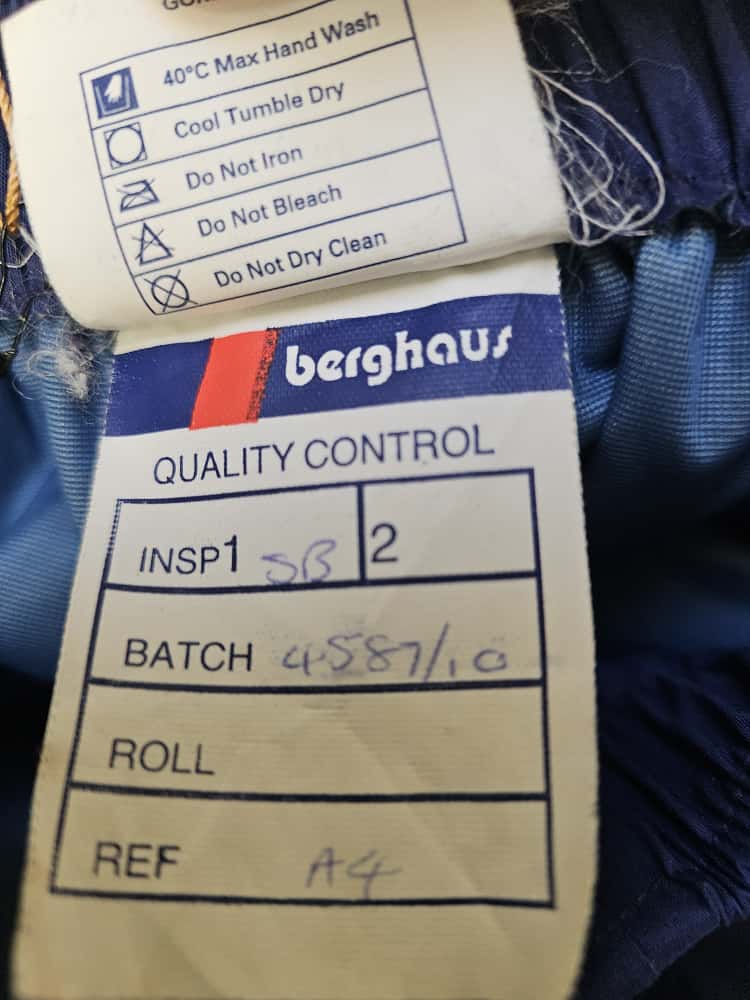 40°C Max Hand Wash
Cool Tumble Dry
Do Not Iron
Do Not Bleach
Do Not Dry Clean
berghaus
QUALITY CONTROL
INSP1 SB 2
BATCH 4587/10
ROLL
REF A4